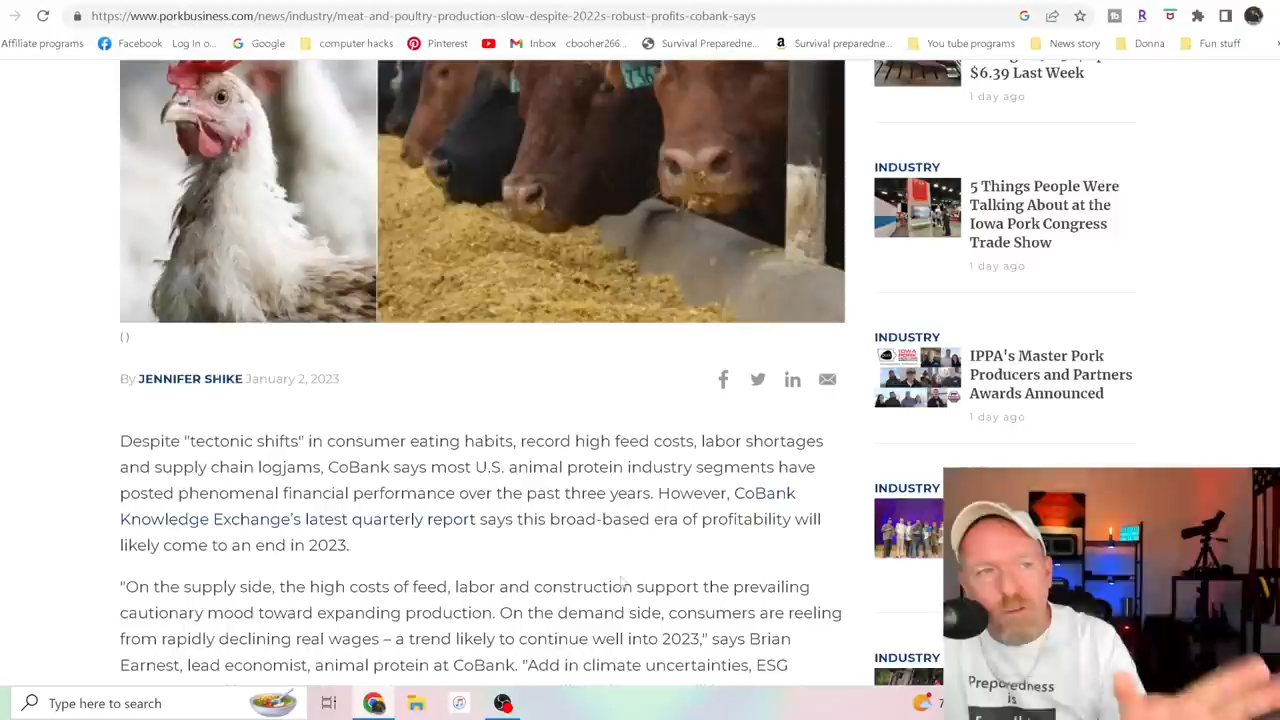 https://www.porkbusiness.com/news/industry/meat-and-poultry-production-slow-despite-2022s-robust-profits-cobank-says
Affiliate programs
Facebook
Log In o...
Google
computer hacks
Pinterest
Inbox
cbooher266...
Survival Preparedne...
Survival preparedne...
You tube programs
News story
Donna
Fun stuff
$6.39 Last Week
1 day ago
INDUSTRY
5 Things People Were
Talking About at the
Iowa Pork Congress
Trade Show
1 day ago
( )
INDUSTRY
IPPA's Master Pork
Producers and Partners
Awards Announced
1 day ago
By JENNIFER SHIKE January 2, 2023
Despite "tectonic shifts" in consumer eating habits, record high feed costs, labor shortages
and supply chain logjams, CoBank says most U.S. animal protein industry segments have
posted phenomenal financial performance over the past three years. However, CoBank
Knowledge Exchange's latest quarterly report says this broad-based era of profitability will
likely come to an end in 2023.
"On the supply side, the high costs of feed, labor and construction support the prevailing
cautionary mood toward expanding production. On the demand side, consumers are reeling
from rapidly declining real wages – a trend likely to continue well into 2023," says Brian
Earnest, lead economist, animal protein at CoBank. "Add in climate uncertainties, ESG
INDUSTRY
INDUSTRY
Preparedness
is
Type here to search